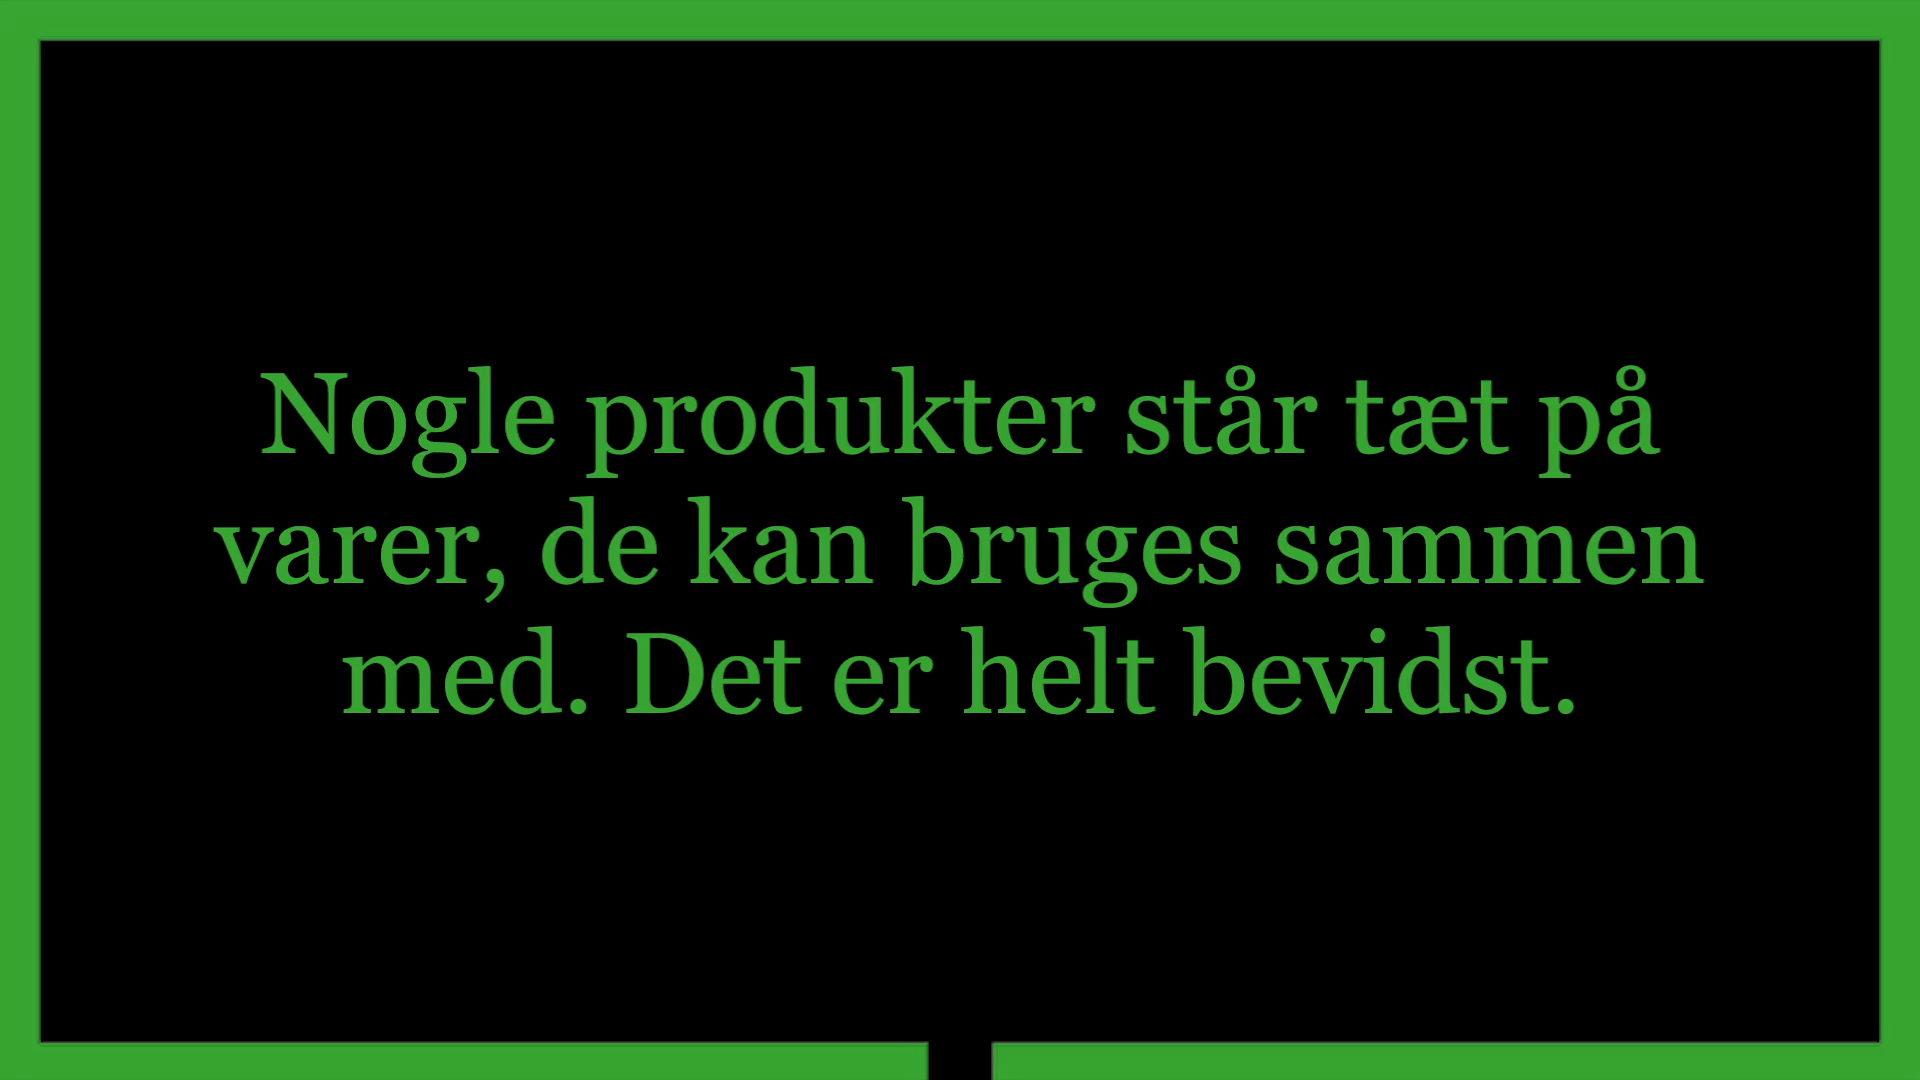 Nogle produkter står tæt på
varer, de kan bruges sammen
med. Det er helt bevidst.